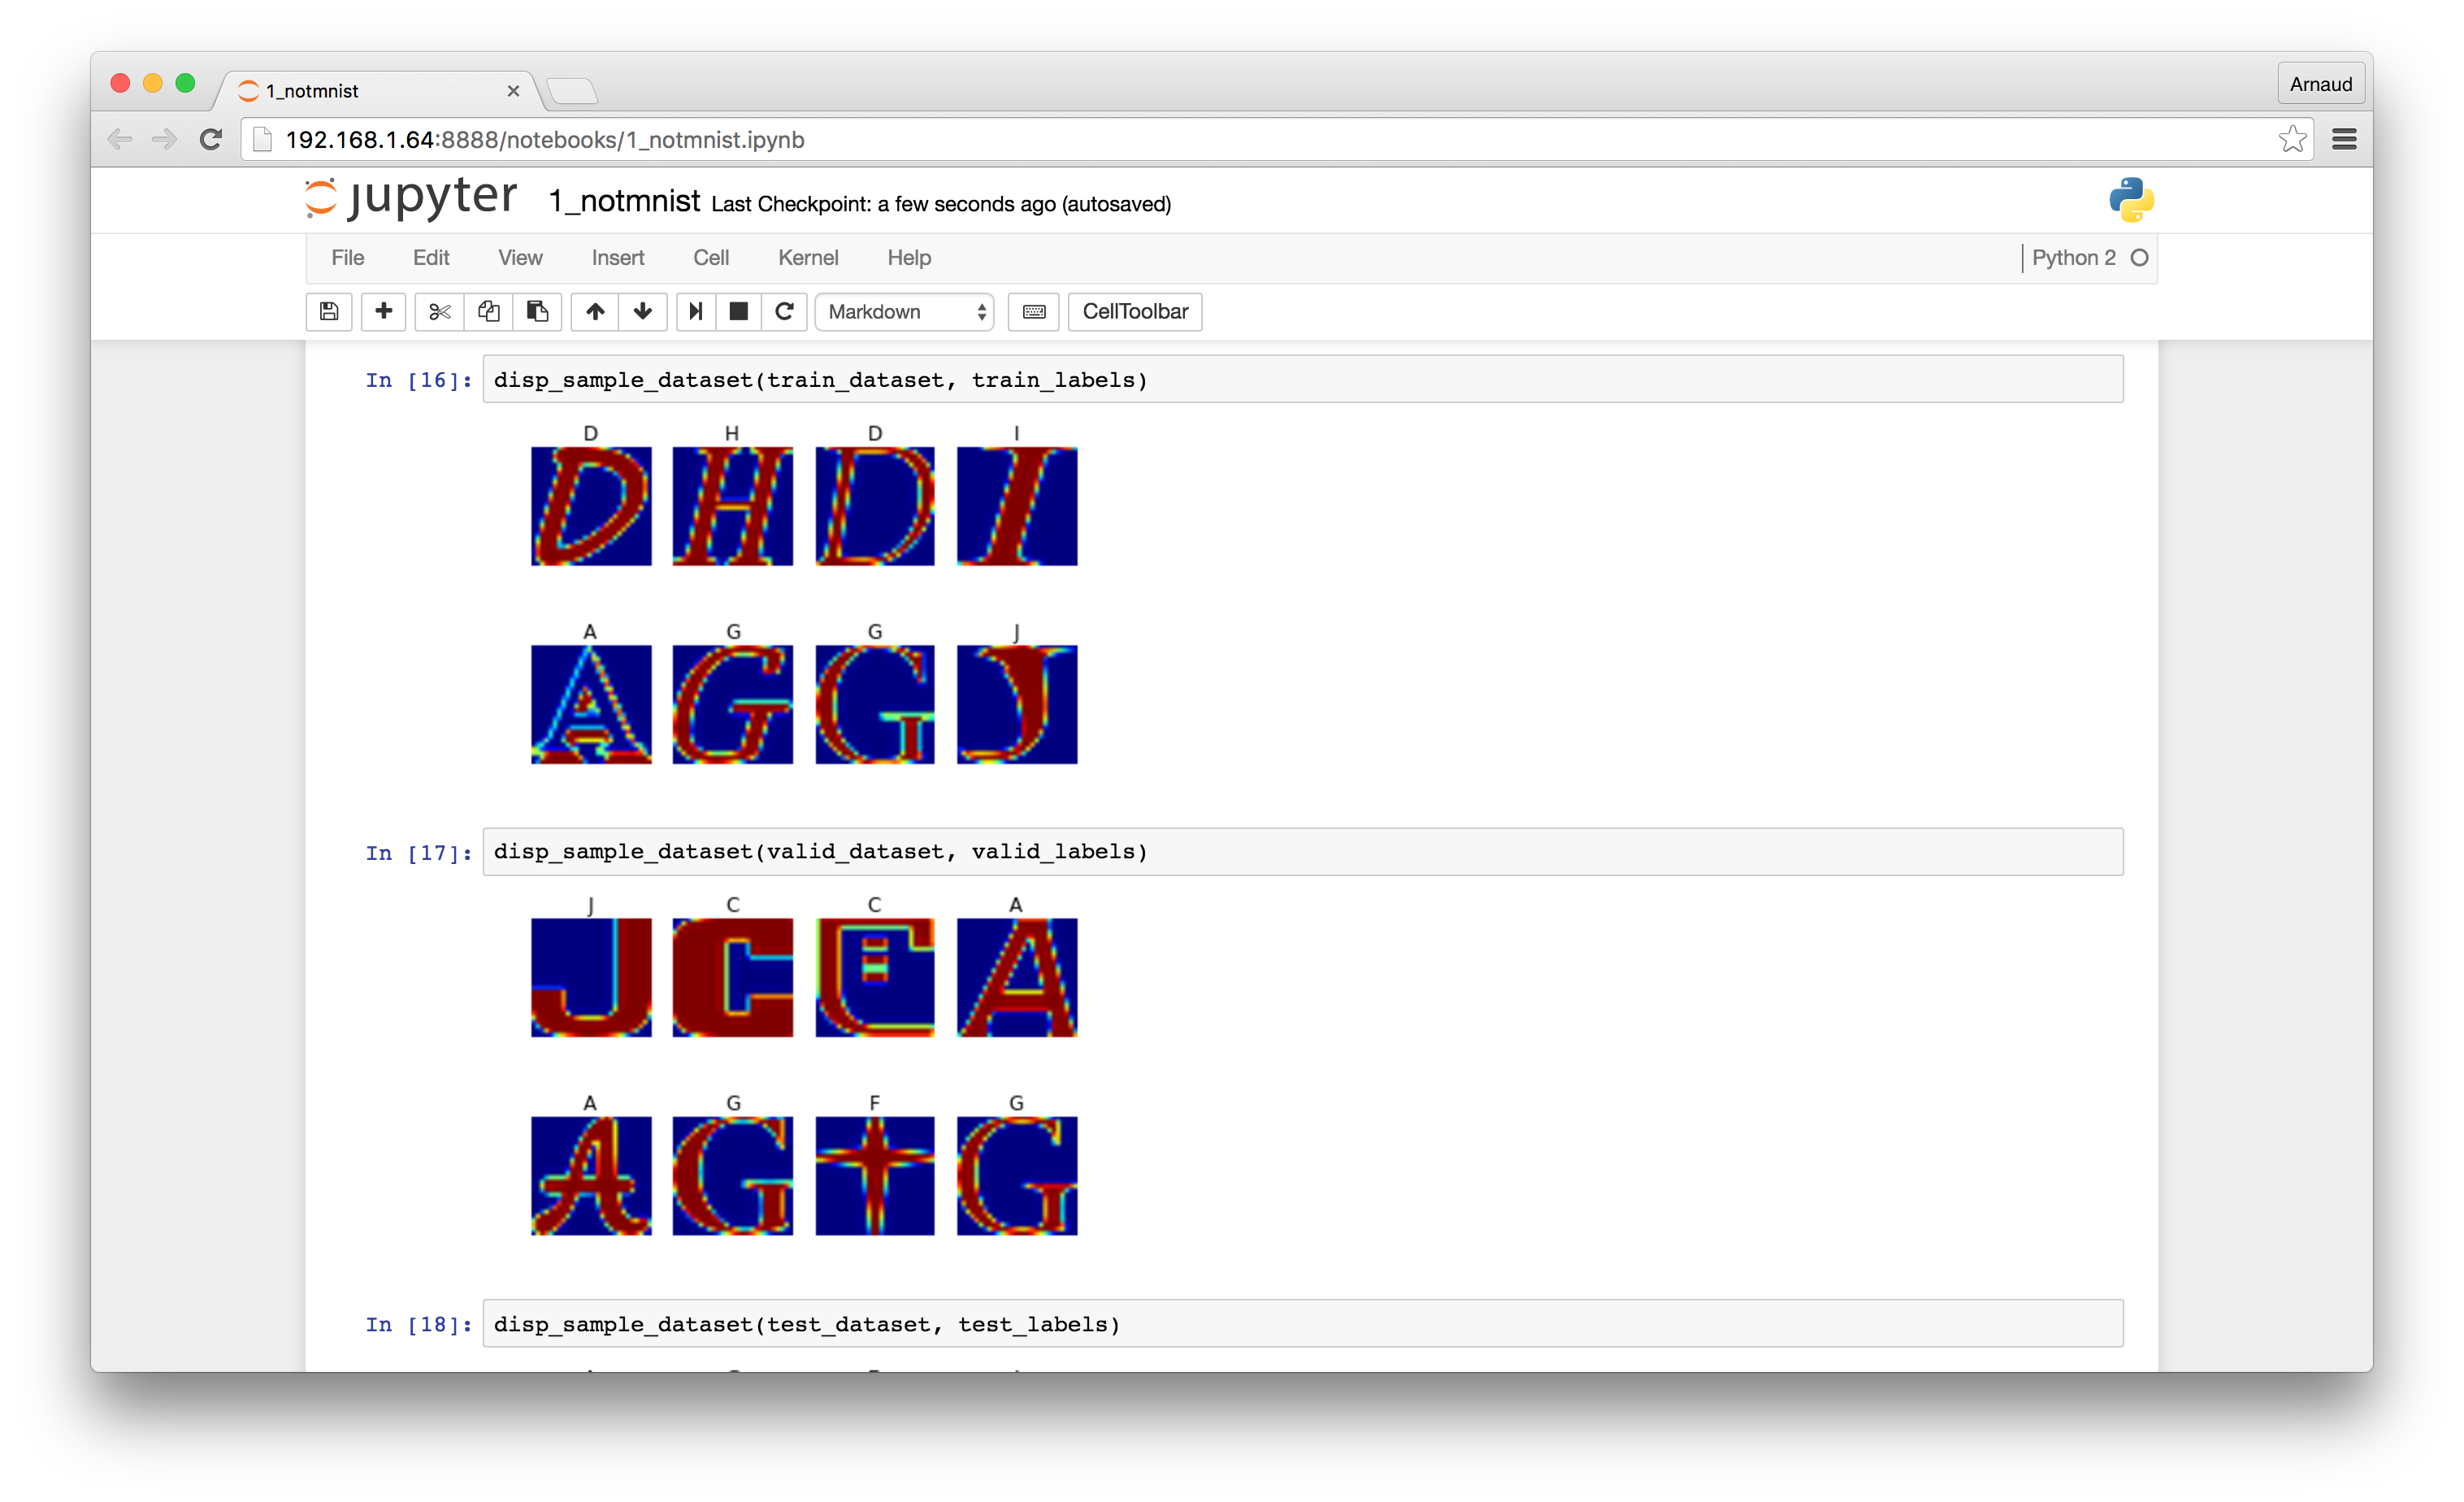 1_notmnist
Arnaud
192.168.1.64:8888/notebooks/1_notmnist.ipynb
jupyter 1_notmnist Last Checkpoint: a few seconds ago (autosaved)
File Edit View Insert Cell Kernel Help Python 2
Markdown CellToolbar
In [16]: disp_sample_dataset(train_dataset, train_labels)
D H D I
D H D I
A G G J
A G G J
In [17]: disp_sample_dataset(valid_dataset, valid_labels)
J C C A
J C C A
A G F G
A G G
In [18]: disp_sample_dataset(test_dataset, test_labels)